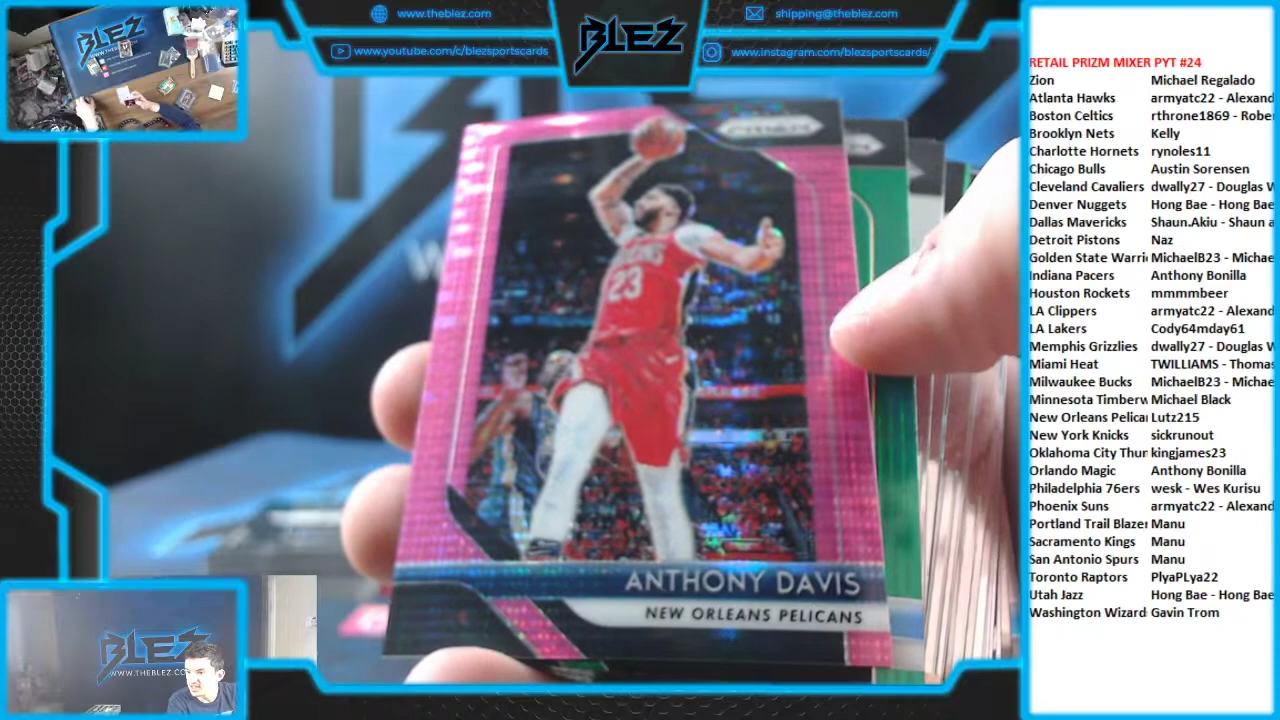 BLEZ
www.theblez.com
www.youtube.com/c/blezsportscards
BLEZ
shipping@theblez.com
www.instagram.com/blezsportscards/
RETAIL PRIZM MIXER PYT #24
Zion Michael Regalado
Atlanta Hawks armyatc22 - Alexand
Boston Celtics rthrone1869 - Robe
Brooklyn Nets Kelly
Charlotte Hornets rynoles11
Chicago Bulls Austin Sorensen
Cleveland Cavaliers dwally27 - Douglas W
Denver Nuggets Hong Bae - Hong Bae
Dallas Mavericks Shaun.Akiu - Shaun a
Detroit Pistons Naz
Golden State Warri MichaelB23 - Michae
Indiana Pacers Anthony Bonilla
Houston Rockets mmmmbeer
LA Clippers armyatc22 - Alexand
LA Lakers Cody64mday61
Memphis Grizzlies dwally27 - Douglas W
Miami Heat TWILLIAMS - Thomas
Milwaukee Bucks MichaelB23 - Michae
Minnesota Timberw Michael Black
New Orleans Pelica Lutz215
New York Knicks sickrunout
Oklahoma City Thun kingjames23
Orlando Magic Anthony Bonilla
Philadelphia 76ers wesk - Wes Kurisu
Phoenix Suns armyatc22 - Alexand
Portland Trail Blazer Manu
Sacramento Kings Manu
San Antonio Spurs Manu
Toronto Raptors PlyaPLya22
Utah Jazz Hong Bae - Hong Bae
Washington Wizard Gavin Trom
PRIZM
23
ANTHONY DAVIS
NEW ORLEANS PELICANS
BLEZ
WWW.THEBLEZ.COM